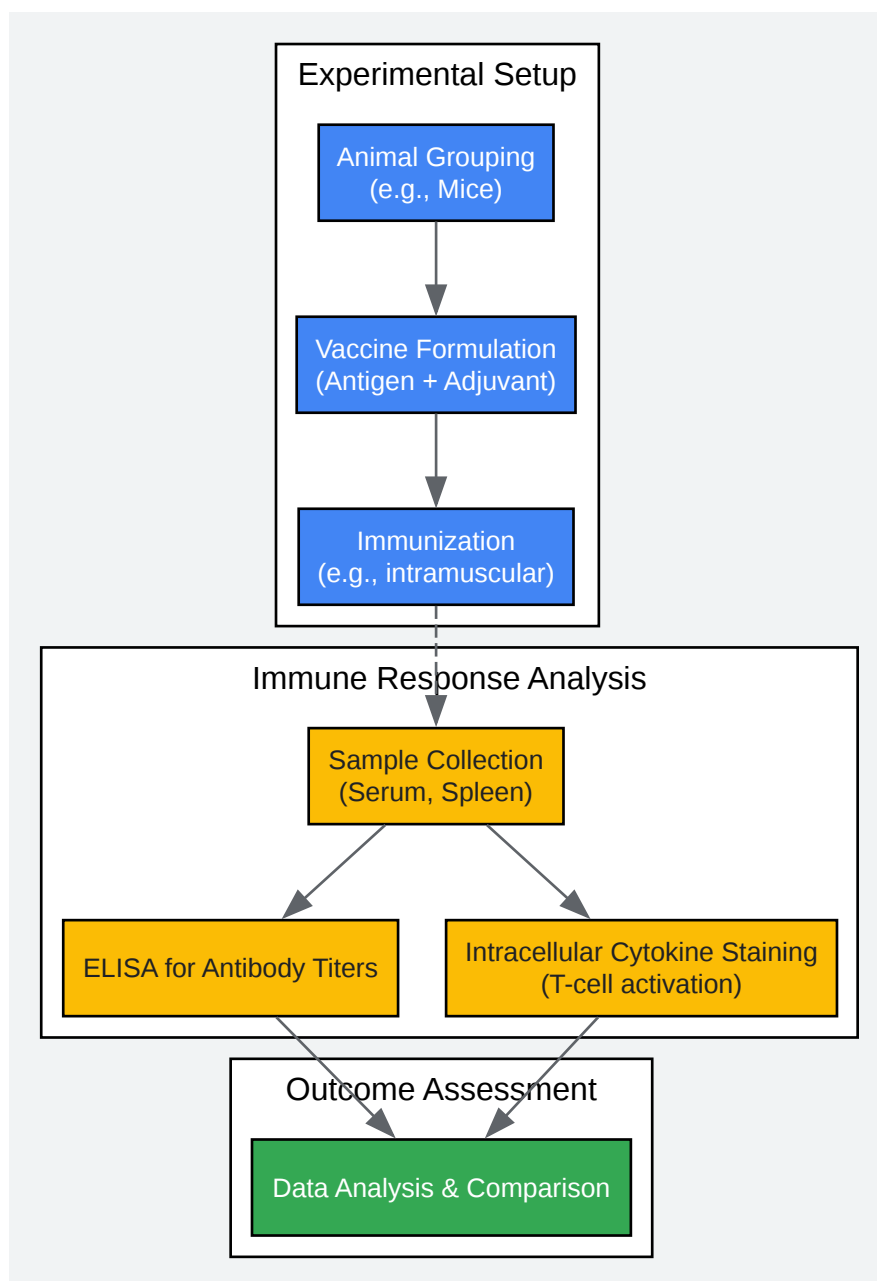 Experimental Setup
Animal Grouping
(e.g., Mice)
Vaccine Formulation
(Antigen + Adjuvant)
Immunization
(e.g., intramuscular)
Immune Response Analysis
Sample Collection
(Serum, Spleen)
ELISA for Antibody Titers
Intracellular Cytokine Staining
(T-cell activation)
Outcome Assessment
Data Analysis & Comparison